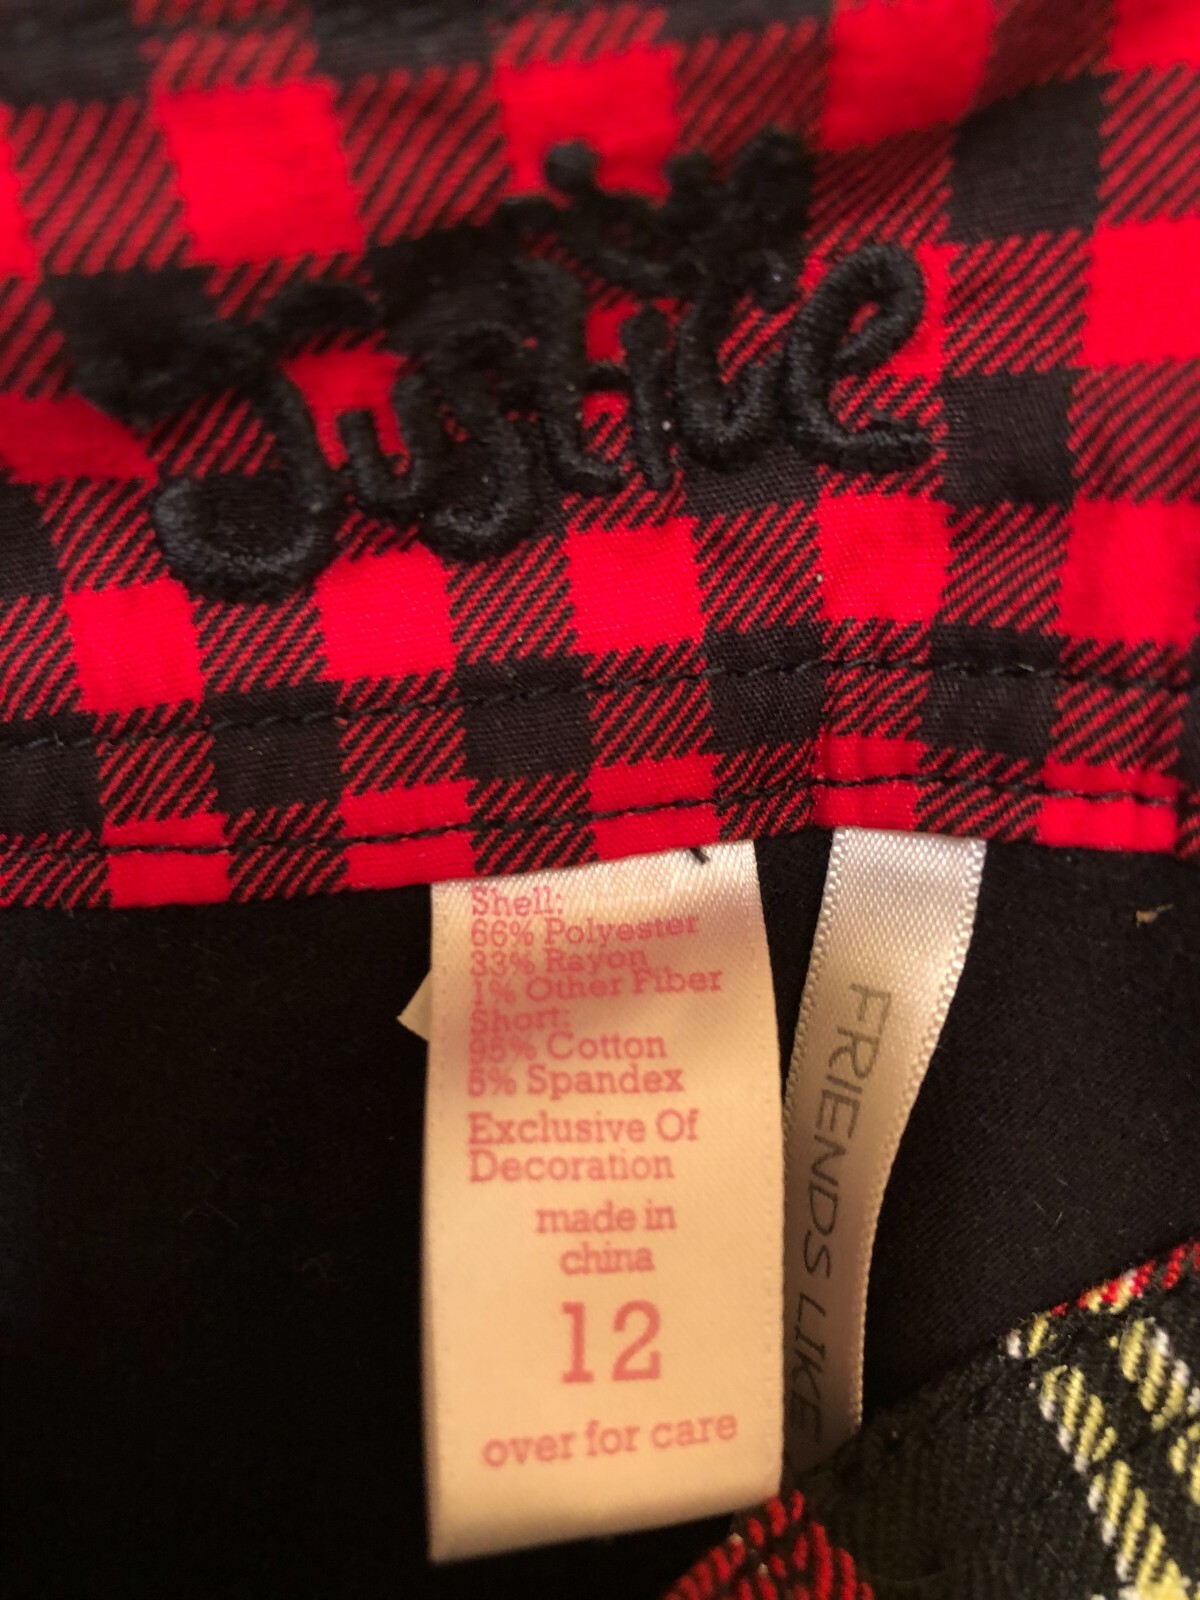 Justice
Shell:
66% Polyester
33% Rayon
1% Other Fiber
Short:
95% Cotton
5% Spandex
Exclusive Of
Decoration
made in
china
12
over for care
FRIENDS LIKE